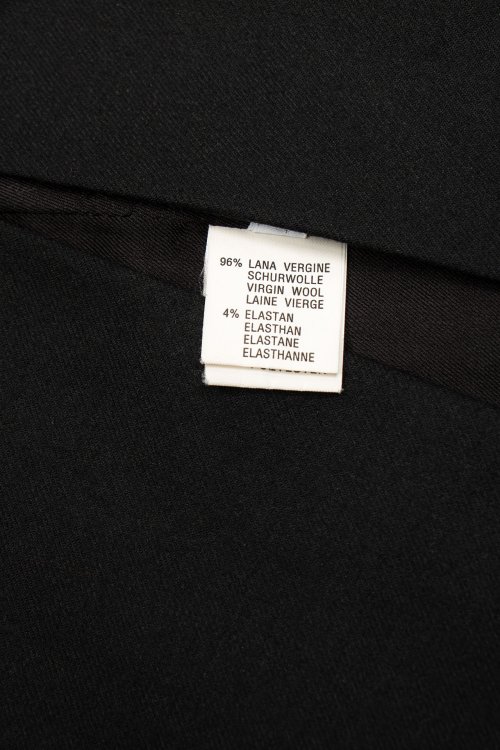 96% LANA VERGINE
SCHURWOLLE
VIRGIN WOOL
LAINE VIERGE
4% ELASTAN
ELASTHAN
ELASTANE
ELASTHANNE